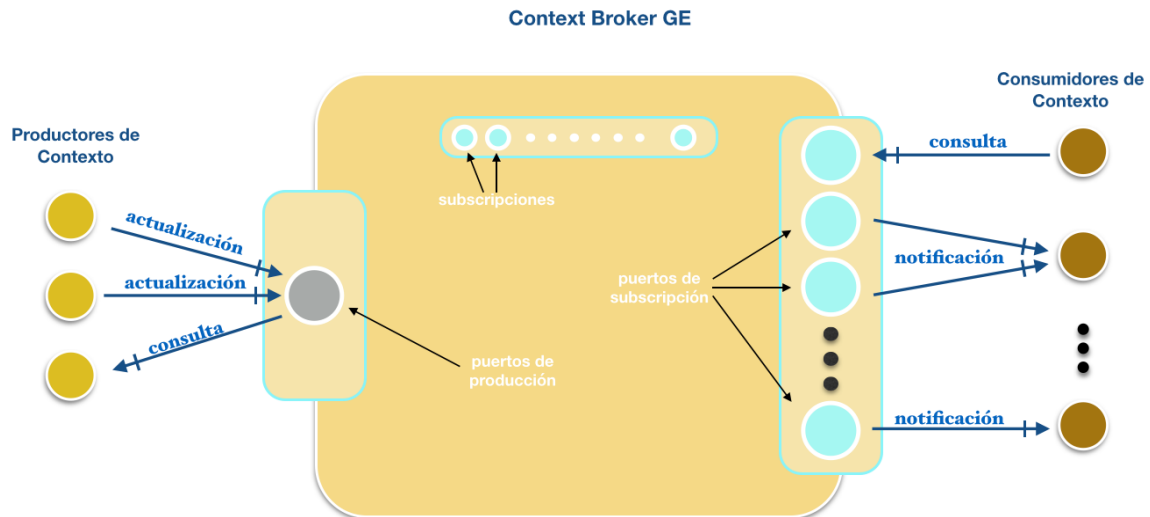 Context Broker GE
Productores de
Contexto
actualización
actualización
consulta
subscripciones
puertos de
producción
puertos de
subscripción
Consumidores de
Contexto
consulta
notificación
notificación